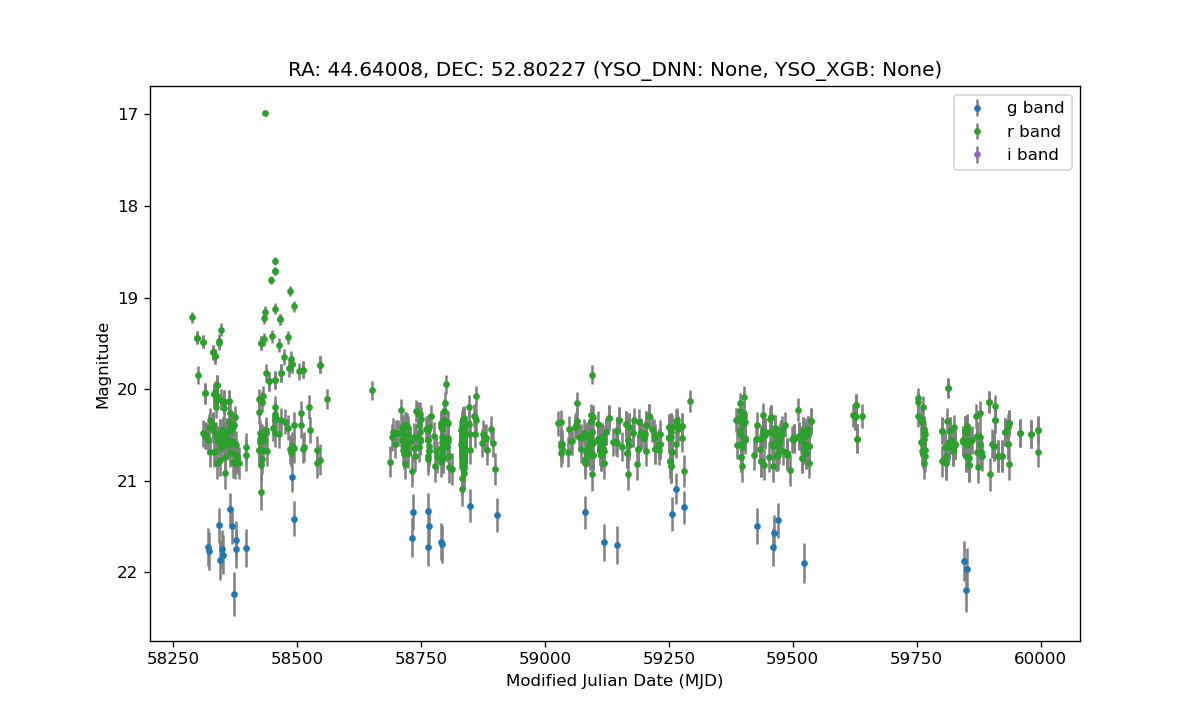 RA: 44.64008, DEC: 52.80227 (YSO_DNN: None, YSO_XGB: None)
g band
r band
i band
17
18
19
20
21
22
Magnitude
58250 58500 58750 59000 59250 59500 59750 60000
Modified Julian Date (MJD)